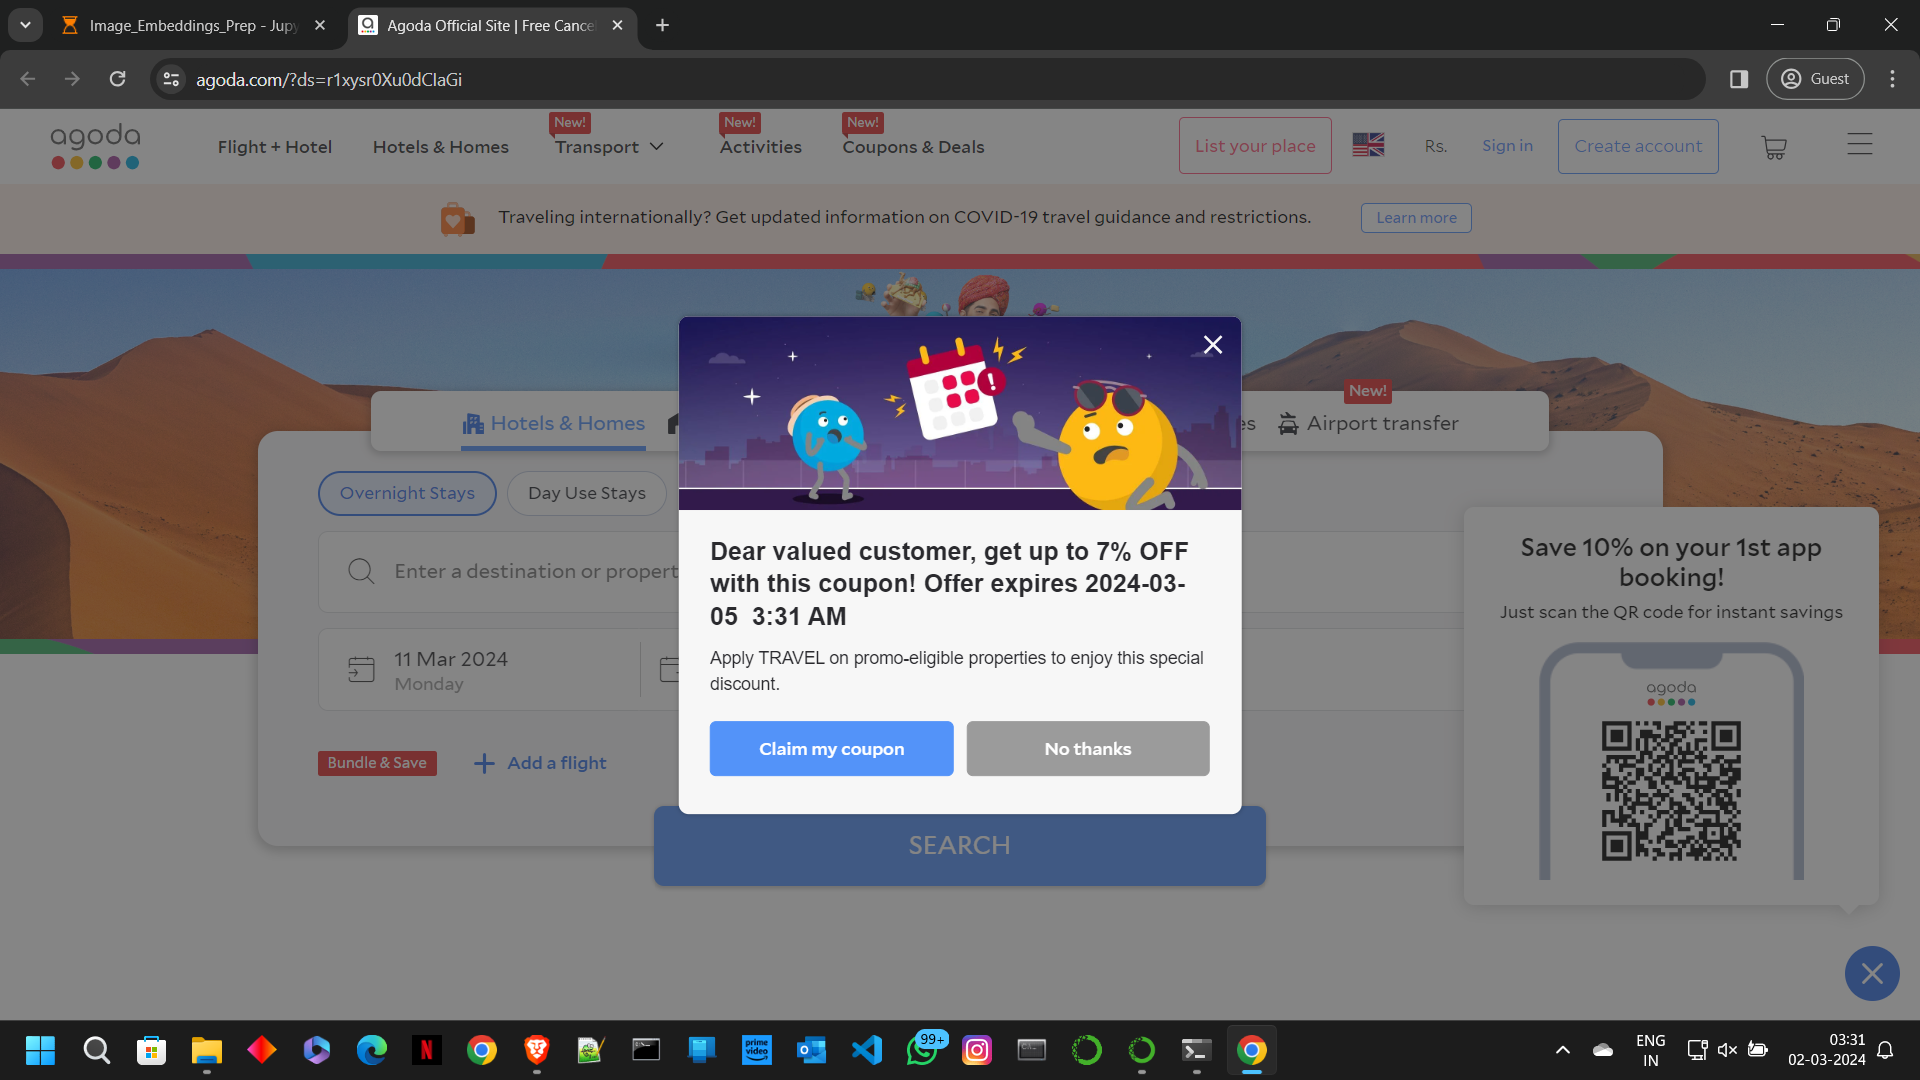 Image_Embeddings_Prep - Jupy
Agoda Official Site | Free Cance
agoda.com/?ds=r1xysr0Xu0dClaGi
Guest
agoda
Flight + Hotel
Hotels & Homes
New!
Transport
New!
Activities
New!
Coupons & Deals
List your place
Rs.
Sign in
Create account
Traveling internationally? Get updated information on COVID-19 travel guidance and restrictions.
Learn more
Hotels & Homes
es
New!
Airport transfer
Overnight Stays
Day Use Stays
Enter a destination or propert
11 Mar 2024
Monday
Bundle & Save
Add a flight
SEARCH
Dear valued customer, get up to 7% OFF
with this coupon! Offer expires 2024-03-
05 3:31 AM
Apply TRAVEL on promo-eligible properties to enjoy this special
discount.
Claim my coupon
No thanks
Save 10% on your 1st app
booking!
Just scan the QR code for instant savings
agoda
prime
video
99+
ENG
IN
03:31
02-03-2024